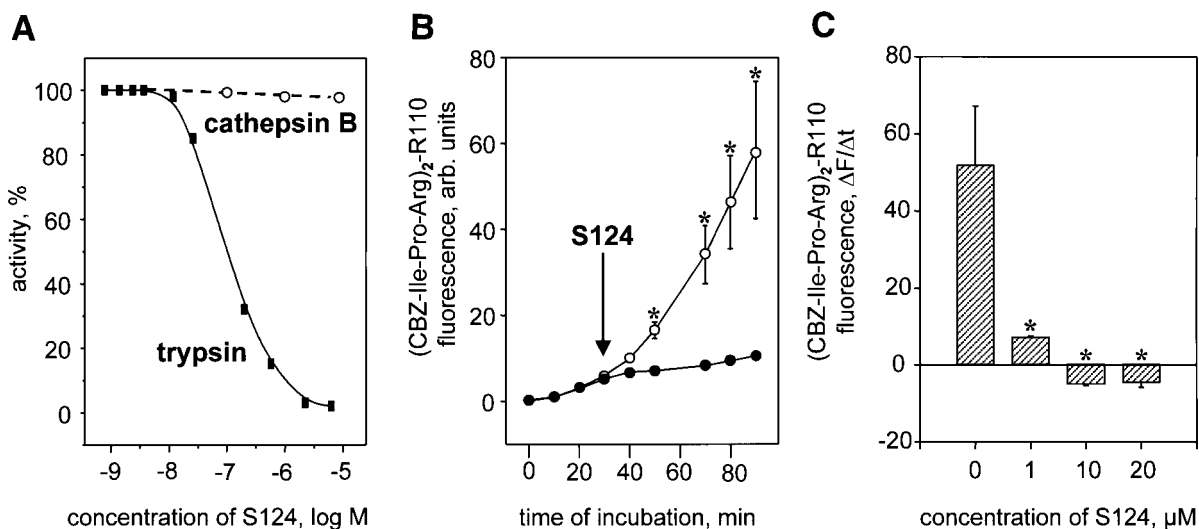 A
activity, %
100
80
60
40
20
0
cathepsin B
trypsin
-9
-8
-7
-6
-5
concentration of S124, log M
B
(CBZ-Ile-Pro-Arg)₂-R110
fluorescence, arb. units
80
60
40
20
0
S124
*
*
*
*
0
20
40
60
80
time of incubation, min
C
(CBZ-Ile-Pro-Arg)₂-R110
fluorescence, ΔF/Δt
80
60
40
20
0
-20
*
*
*
0
1
10
20
concentration of S124, µM